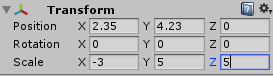 Transform
Position X 2.35 Y 4.23 Z 0
Rotation X 0 Y 0 Z 0
Scale X -3 Y 5 Z 5